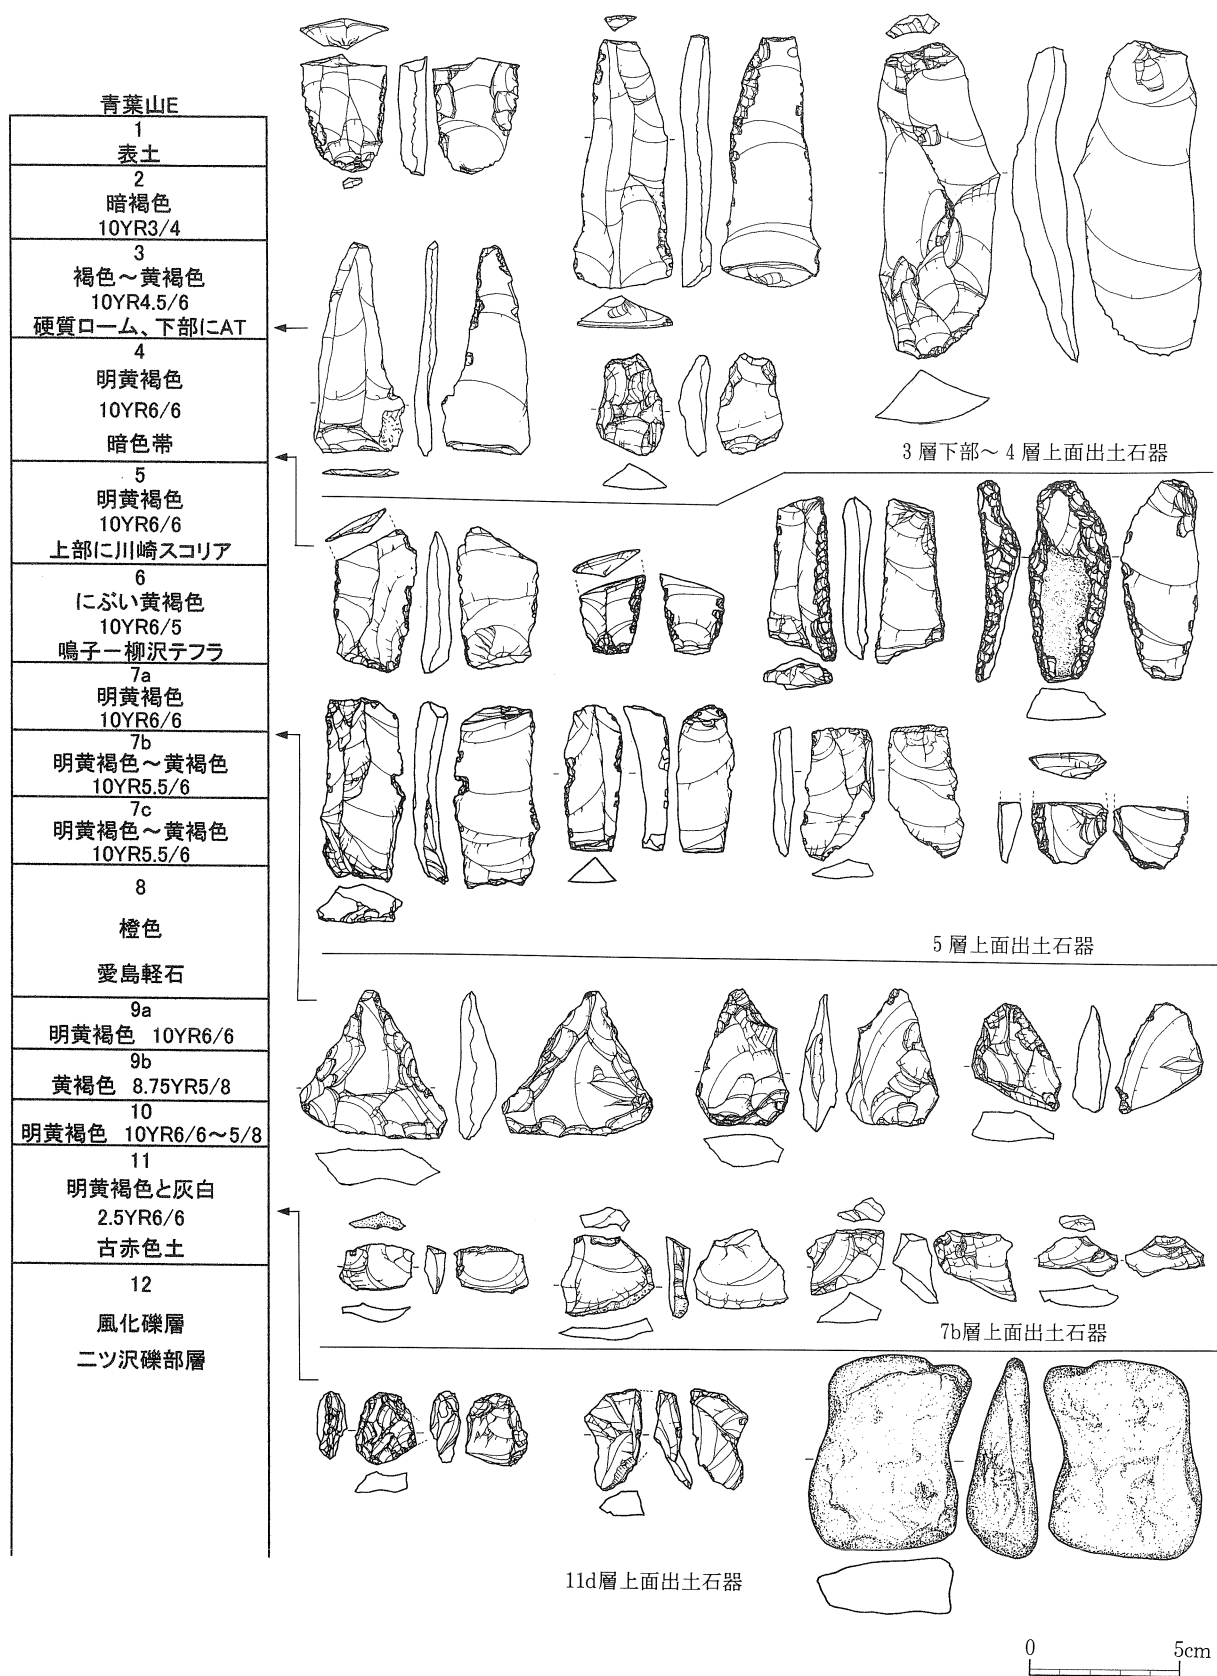 青葉山E
1
表土
2
暗褐色
10YR3/4
3
褐色～黄褐色
10YR4.5/6
硬質ローム、下部にAT
4
明黄褐色
10YR6/6
暗色帯
5
明黄褐色
10YR6/6
上部に川崎スコリア
6
にぶい黄褐色
10YR6/5
鳴子－柳沢テフラ
7a
明黄褐色
10YR6/6
7b
明黄褐色～黄褐色
10YR5.5/6
7c
明黄褐色～黄褐色
10YR5.5/6
8
橙色
愛島軽石
9a
明黄褐色 10YR6/6
9b
黄褐色 8.75YR5/8
10
明黄褐色 10YR6/6～5/8
11
明黄褐色と灰白
2.5YR6/6
古赤色土
12
風化礫層
二ツ沢礫部層
3層下部～4層上面出土石器
5層上面出土石器
7b層上面出土石器
11d層上面出土石器
0 5cm